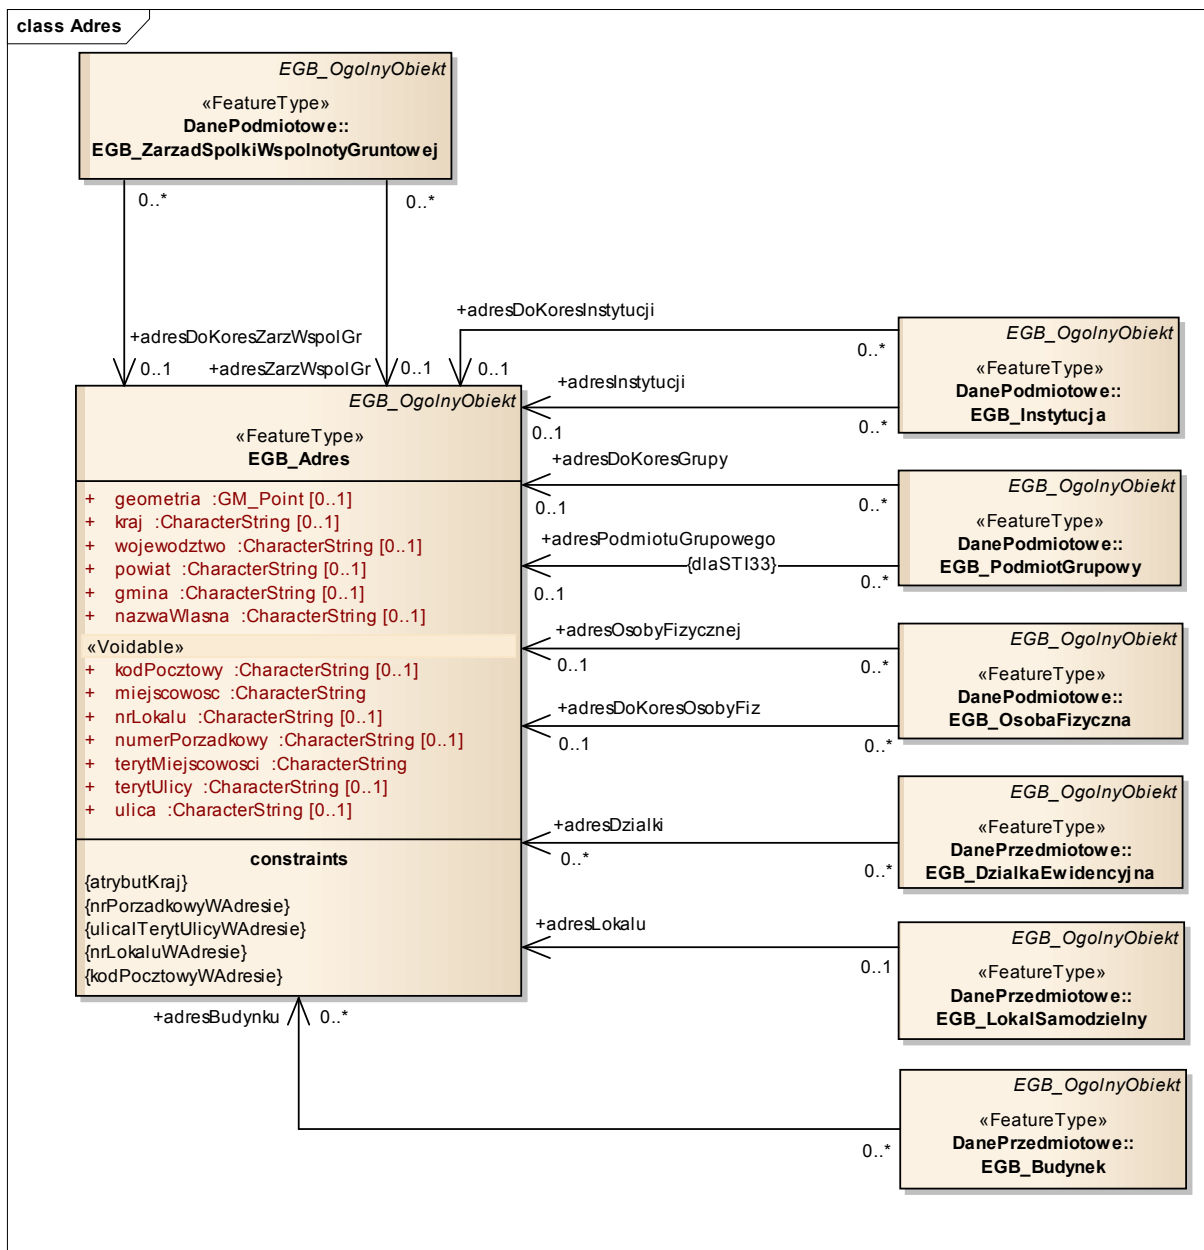 class Adres
EGB_OgolnyObiekt
«FeatureType»
DanePodmiotowe::
EGB_ZarzadSpolkiWspolnotyGruntowej
0..*
0..*
+adresDoKoresZarzWspolGr
0..1
+adresZarzWspolGr
0..1
+adresDoKoresInstytucji
0..1
0..*
EGB_OgolnyObiekt
«FeatureType»
DanePodmiotowe::
EGB_Instytucja
+adresInstytucji
0..1
0..*
EGB_OgolnyObiekt
«FeatureType»
EGB_Adres
+ geometria :GM_Point [0..1]
+ kraj :CharacterString [0..1]
+ wojewodztwo :CharacterString [0..1]
+ powiat :CharacterString [0..1]
+ gmina :CharacterString [0..1]
+ nazwaWlasna :CharacterString [0..1]
«Voidable»
+ kodPocztowy :CharacterString [0..1]
+ miejscowosc :CharacterString
+ nrLokalu :CharacterString [0..1]
+ numerPorzadkowy :CharacterString [0..1]
+ terytMiejscowosci :CharacterString
+ terytUlicy :CharacterString [0..1]
+ ulica :CharacterString [0..1]
constraints
{atrybutKraj}
{nrPorzadkowyWAdresie}
{ulicaITerytUlicyWAdresie}
{nrLokaluWAdresie}
{kodPocztowyWAdresie}
+adresDoKoresGrupy
0..1
0..*
EGB_OgolnyObiekt
«FeatureType»
DanePodmiotowe::
EGB_PodmiotGrupowy
+adresPodmiotuGrupowego
{dlaSTI33}
0..1
0..*
+adresOsobyFizycznej
0..1
0..*
EGB_OgolnyObiekt
«FeatureType»
DanePodmiotowe::
EGB_OsobaFizyczna
+adresDoKoresOsobyFiz
0..1
0..*
+adresDzialki
0..*
0..*
EGB_OgolnyObiekt
«FeatureType»
DanePrzedmiotowe::
EGB_DzialkaEwidencyjna
+adresLokalu
0..1
EGB_OgolnyObiekt
«FeatureType»
DanePrzedmiotowe::
EGB_LokalSamodzielny
+adresBudynku
0..*
0..*
EGB_OgolnyObiekt
«FeatureType»
DanePrzedmiotowe::
EGB_Budynek